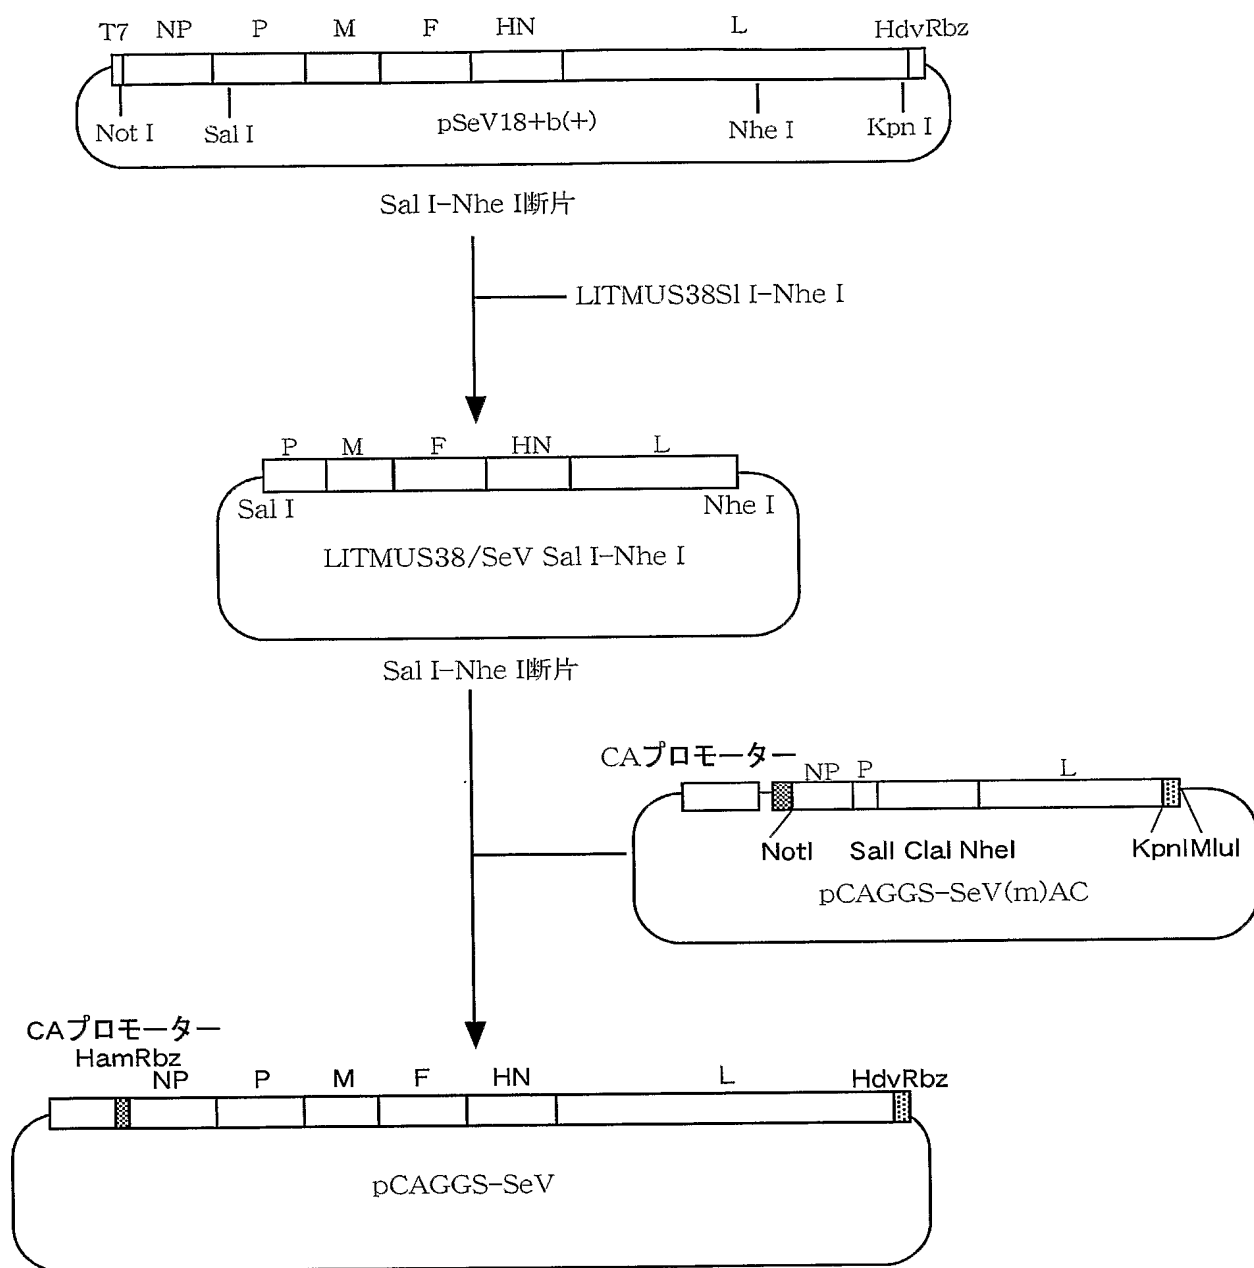 T7 NP P M F HN L HdvRbz
Not I Sal I pSeV18+b(+) Nhe I Kpn I
Sal I-Nhe I断片
LITMUS38Sl I-Nhe I
P M F HN L
Sal I Nhe I
LITMUS38/SeV Sal I-Nhe I
Sal I-Nhe I断片
CAプロモーター
NP P L
NotI SalI ClaI NheI KpnIMluI
pCAGGS-SeV(m)AC
CAプロモーター
HamRbz
NP P M F HN L HdvRbz
pCAGGS-SeV